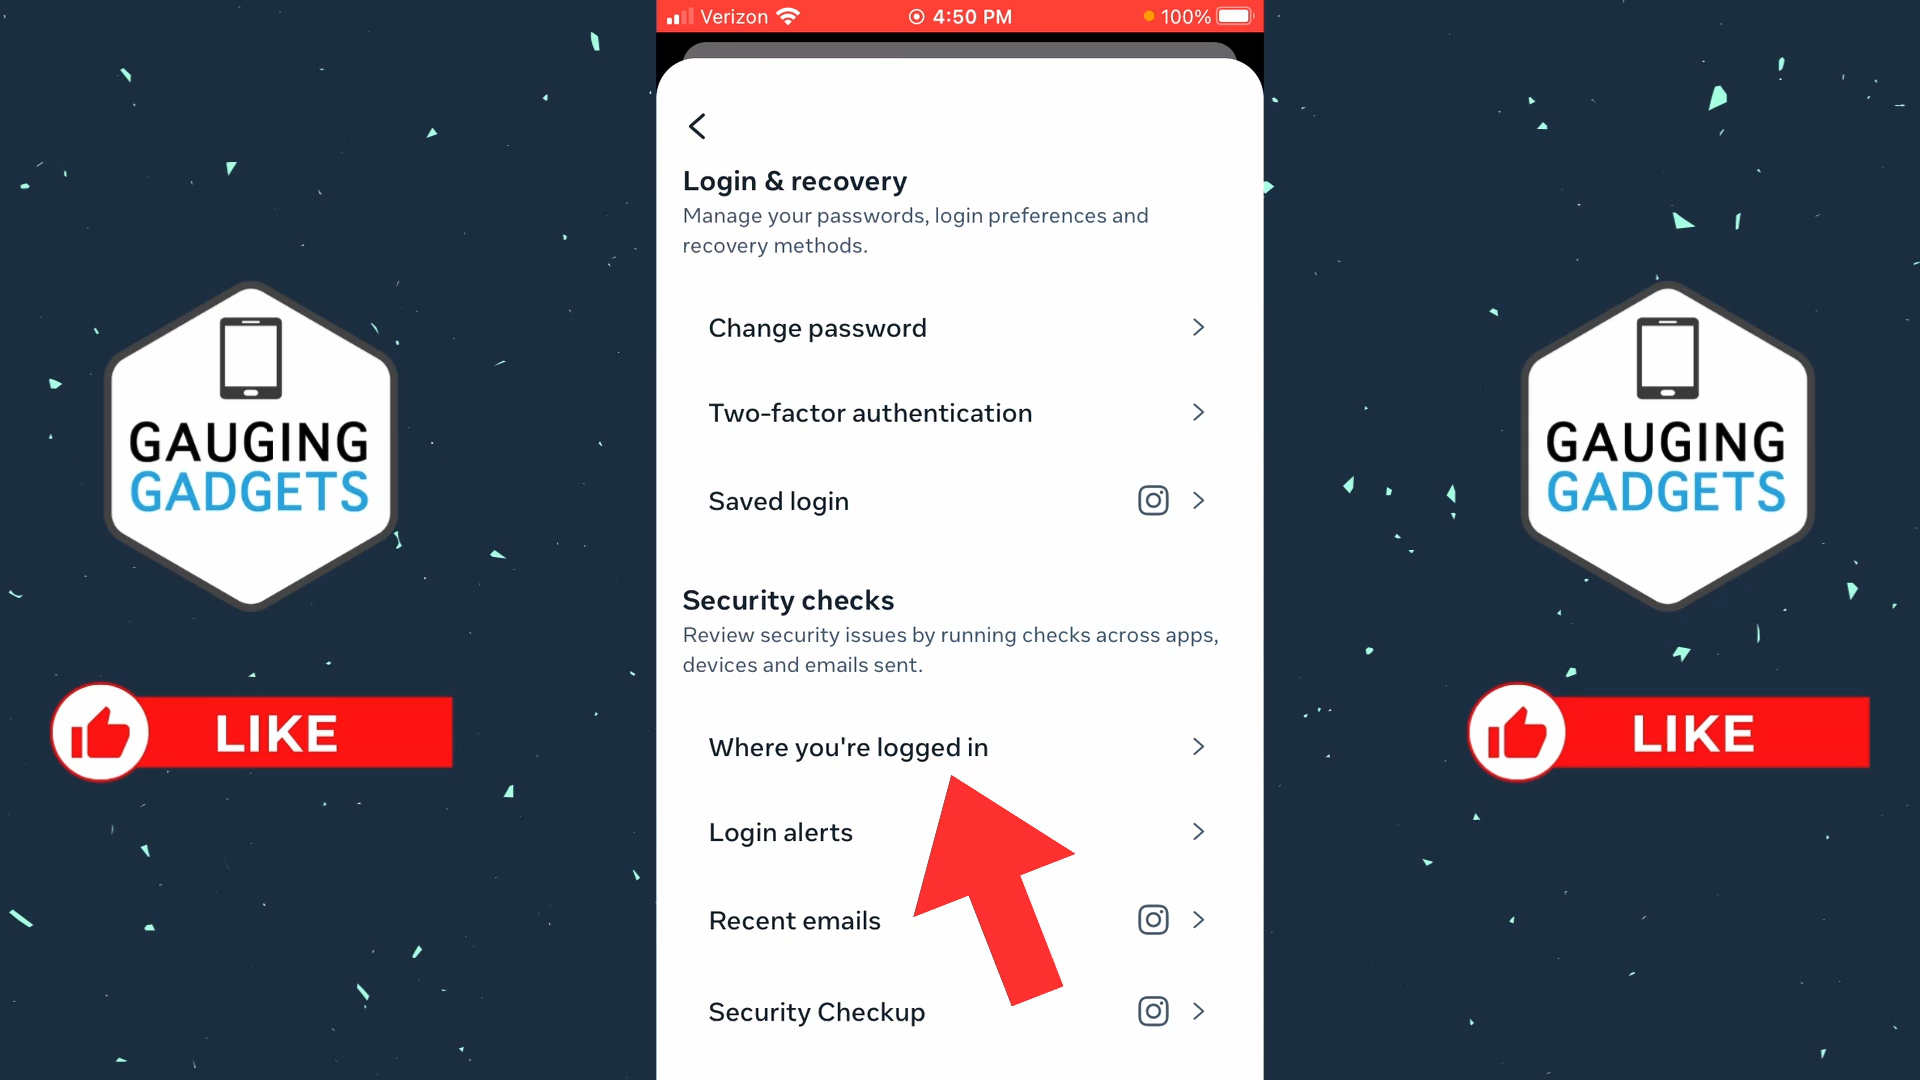 Verizon
4:50 PM
100%
Login & recovery
Manage your passwords, login preferences and
recovery methods.
Change password
Two-factor authentication
Saved login
Security checks
Review security issues by running checks across apps,
devices and emails sent.
Where you're logged in
Login alerts
Recent emails
Security Checkup
GAUGING
GADGETS
LIKE
GAUGING
GADGETS
LIKE